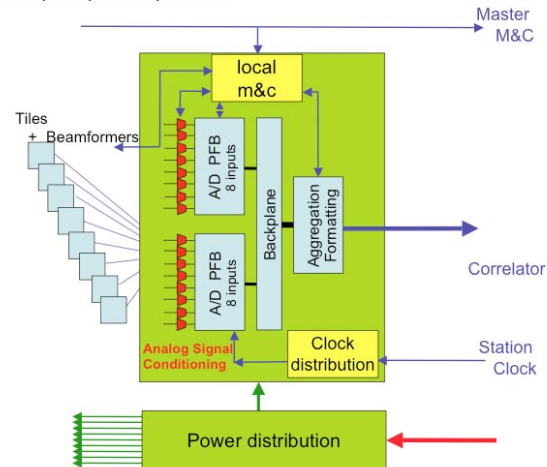 Master
M&C
local
m&c
Tiles
+ Beamformers
A/D PFB
8 inputs
Backplane
Aggregation
Formatting
A/D PFB
8 inputs
Correlator
Analog Signal
Conditioning
Clock
distribution
Station
Clock
Power distribution